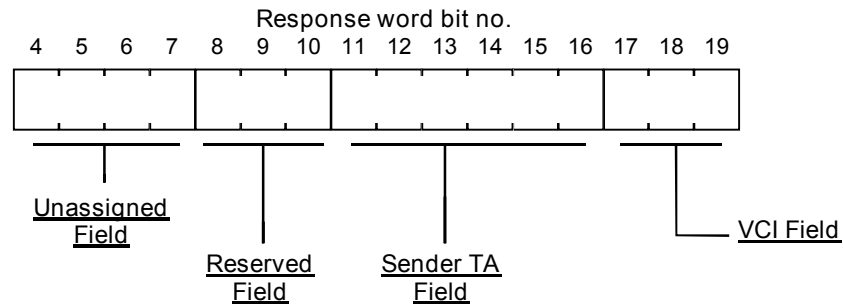 Response word bit no.
4 5 6 7 8 9 10 11 12 13 14 15 16 17 18 19
Unassigned
Field
Reserved
Field
Sender TA
Field
VCI Field